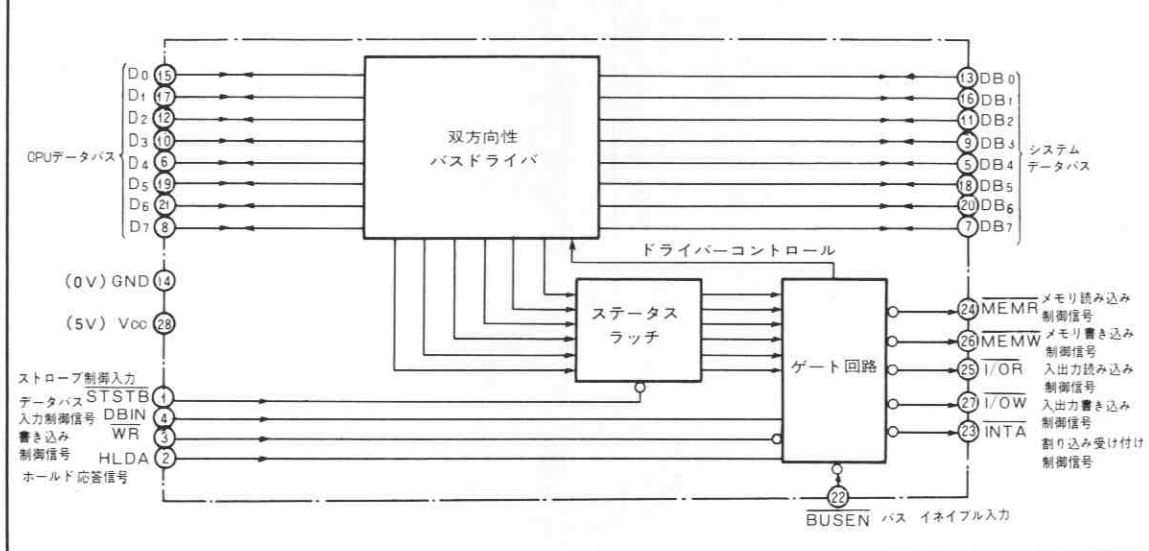 CPUデータバス
D0 15
D1 17
D2 12
D3 10
D4 6
D5 19
D6 21
D7 8
双方向性
バスドライバ
13 DB0
16 DB1
11 DB2
9 DB3
5 DB4
18 DB5
20 DB6
7 DB7
システム
データバス
(0V) GND 14
(5V) VCC 28
ドライバーコントロール
ステータス
ラッチ
ゲート回路
ストローブ制御入力
STSTB 1
データバス
入力制御信号
DBIN 4
書き込み
制御信号
WR 3
HLDA 2
ホールド応答信号
24 MEMR メモリ読み込み
制御信号
26 MEMW メモリ書き込み
制御信号
25 I/OR 入出力読み込み
制御信号
27 I/OW 入出力書き込み
制御信号
23 INTA 割り込み受け付け
制御信号
22
BUSEN バス イネイブル入力